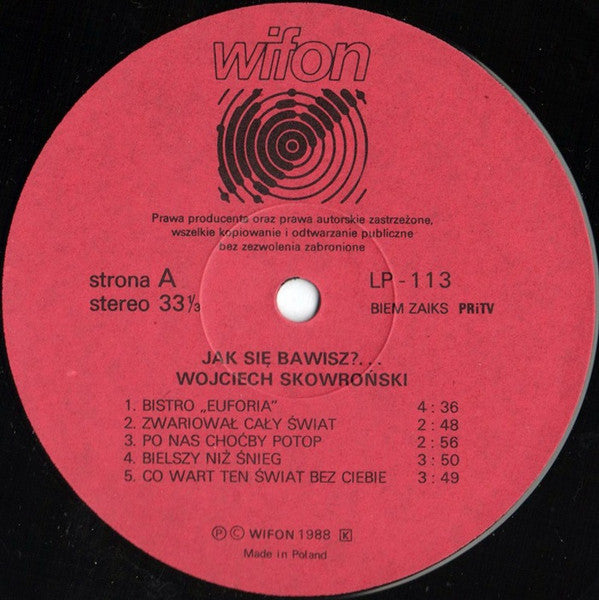 wifon
Prawa producenta oraz prawa autorskie zastrzeżone,
wszelkie kopiowanie i odtwarzanie publiczne
bez zezwolenia zabronione
strona A
stereo 33 1/3
LP - 113
BIEM ZAIKS PRiTV
JAK SIĘ BAWISZ?...
WOJCIECH SKOWROŃSKI
1. BISTRO „EUFORIA” 4 : 36
2. ZWARIOWAŁ CAŁY ŚWIAT 2 : 48
3. PO NAS CHOĆBY POTOP 2 : 56
4. BIELSZY NIŻ ŚNIEG 3 : 50
5. CO WART TEN ŚWIAT BEZ CIEBIE 3 : 49
Ⓟ © WIFON 1988 K
Made in Poland